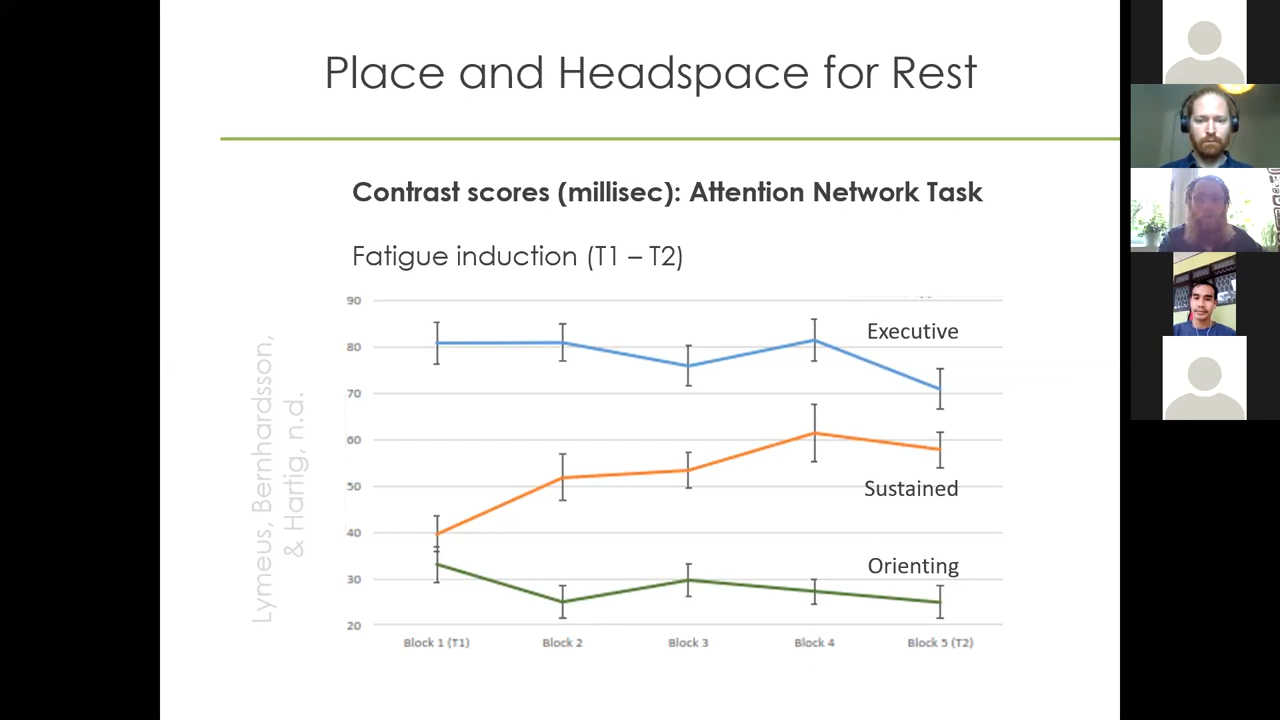 Place and Headspace for Rest
Contrast scores (millisec): Attention Network Task
Fatigue induction (T1 – T2)
Lymeus, Bernhardsson,
& Hartig, n.d.
90
80
70
60
50
40
30
20
Executive
Sustained
Orienting
Block 1 (T1)
Block 2
Block 3
Block 4
Block 5 (T2)